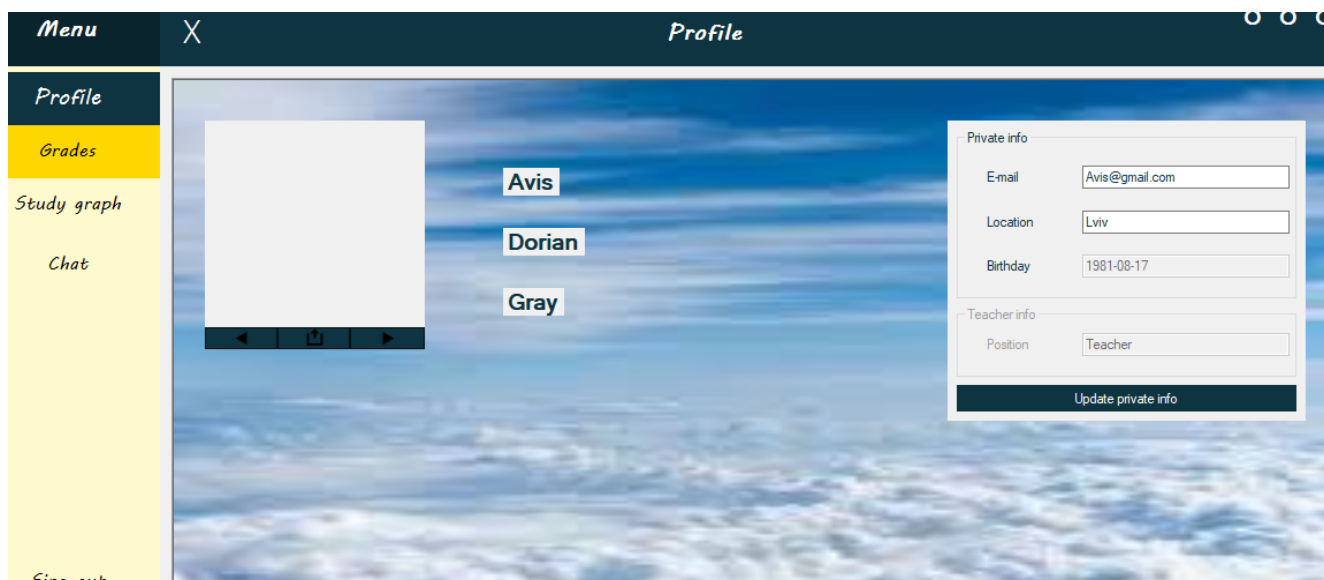 Menu
X
Profile
Profile
Grades
Study graph
Chat
Avis
Dorian
Gray
Private info
E-mail
Avis@gmail.com
Location
Lviv
Birthday
1981-08-17
Teacher info
Position
Teacher
Update private info